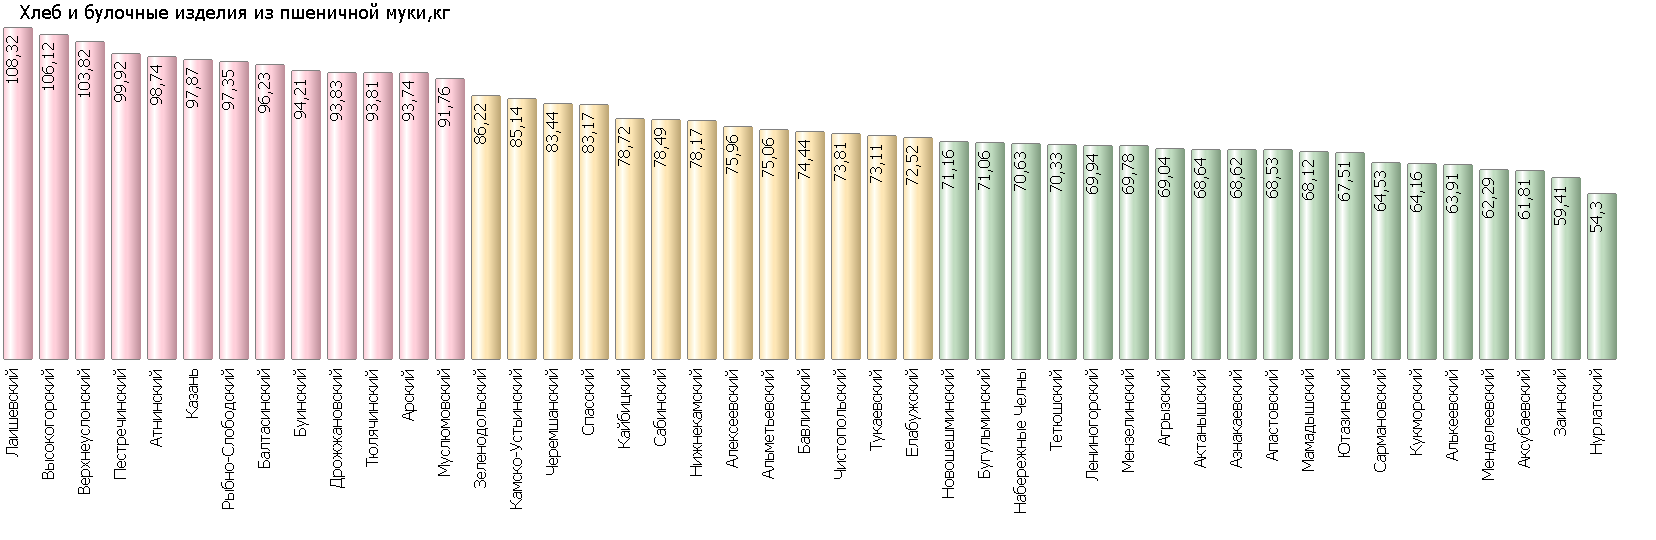 Хлеб и булочные изделия из пшеничной муки,кг
108,32
106,12
103,82
99,92
98,74
97,87
97,35
96,23
94,21
93,83
93,81
93,74
91,76
86,22
85,14
83,44
83,17
78,72
78,49
78,17
75,96
75,06
74,44
73,81
73,11
72,52
71,16
71,06
70,63
70,33
69,94
69,78
69,04
68,64
68,62
68,53
68,12
67,51
64,53
64,16
63,91
62,29
61,81
59,41
54,3
Лаишевский
Высокогорский
Верхнеуслонский
Пестречинский
Атнинский
Казань
Рыбно-Слободский
Балтасинский
Буинский
Дрожжановский
Тюлячинский
Арский
Муслюмовский
Зеленодольский
Камско-Устьинский
Черемшанский
Спасский
Кайбицкий
Сабинский
Нижнекамский
Алексеевский
Альметьевский
Бавлинский
Чистопольский
Тукаевский
Елабужский
Новошешминский
Бугульминский
Набережные Челны
Тетюшский
Лениногорский
Мензелинский
Агрызский
Актанышский
Азнакаевский
Апастовский
Мамадышский
Ютазинский
Сармановский
Кукморский
Алькеевский
Менделеевский
Аксубаевский
Заинский
Нурлатский